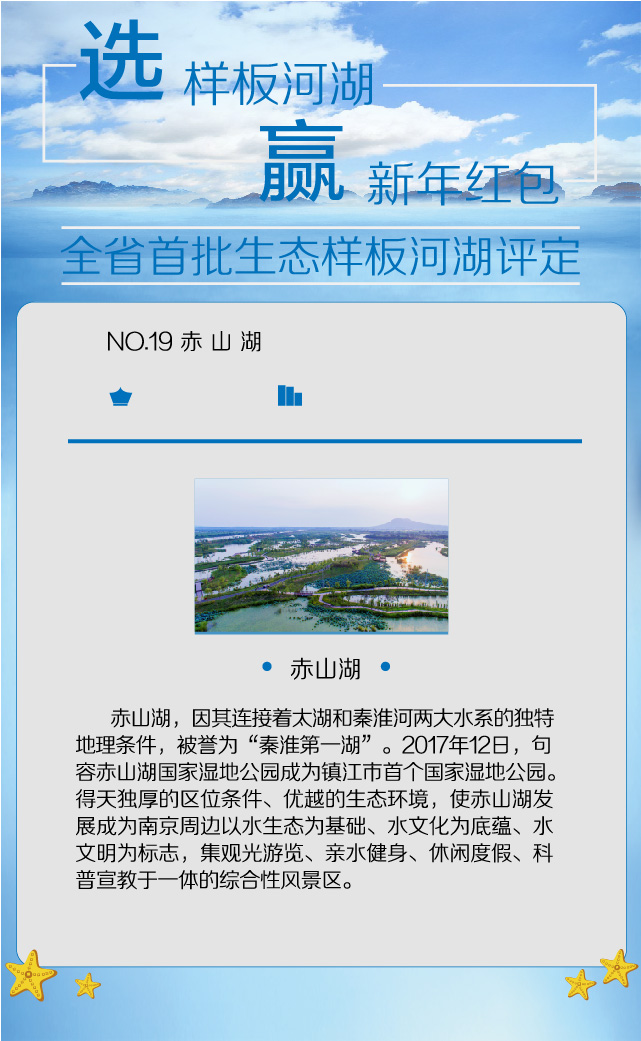 选 样板河湖
赢 新年红包
全省首批生态样板河湖评定
NO.19 赤 山 湖
赤山湖
赤山湖，因其连接着太湖和秦淮河两大水系的独特
地理条件，被誉为“秦淮第一湖”。2017年12日，句
容赤山湖国家湿地公园成为镇江市首个国家湿地公园。
得天独厚的区位条件、优越的生态环境，使赤山湖发
展成为南京周边以水生态为基础、水文化为底蕴、水
文明为标志，集观光游览、亲水健身、休闲度假、科
普宣教于一体的综合性风景区。